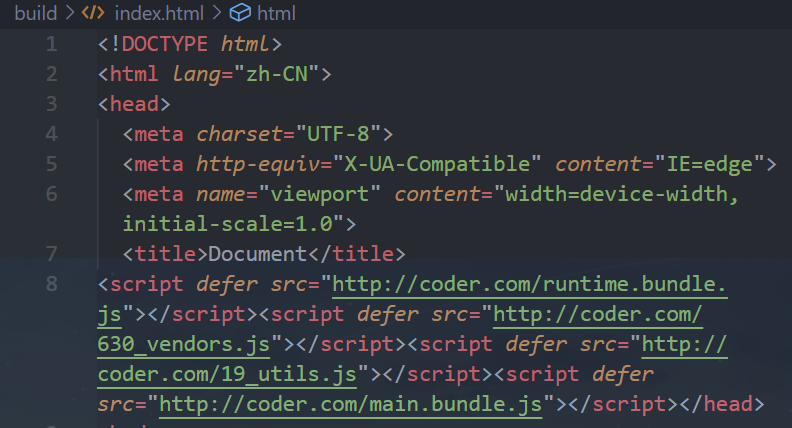 build > index.html > html
1 <!DOCTYPE html>
2 <html lang="zh-CN">
3 <head>
4 <meta charset="UTF-8">
5 <meta http-equiv="X-UA-Compatible" content="IE=edge">
6 <meta name="viewport" content="width=device-width,
initial-scale=1.0">
7 <title>Document</title>
8 <script defer src="http://coder.com/runtime.bundle.
js"></script><script defer src="http://coder.com/
630_vendors.js"></script><script defer src="http://
coder.com/19_utils.js"></script><script defer
src="http://coder.com/main.bundle.js"></script></head>